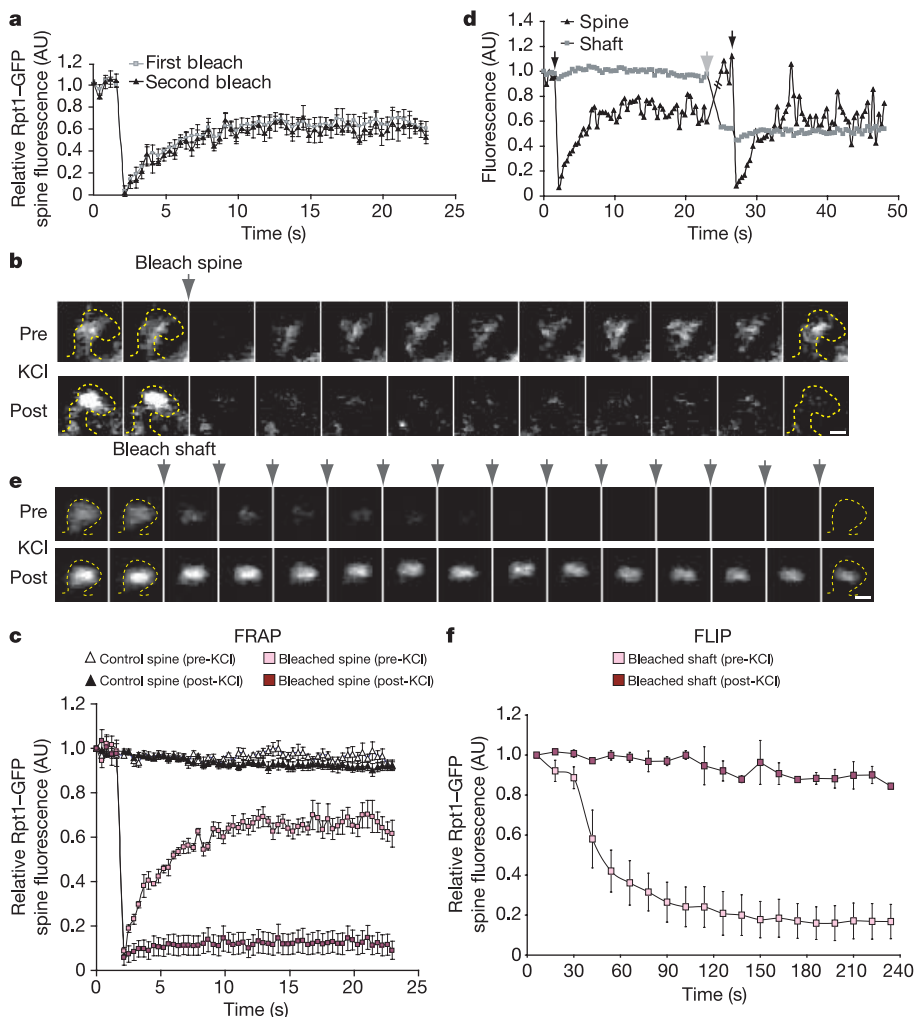 a
Relative Rpt1–GFP
spine fluorescence (AU)
1.2
1.0
0.8
0.6
0.4
0.2
0
First bleach
Second bleach
0 5 10 15 20 25
Time (s)
d
Fluorescence (AU)
1.4
1.2
1.0
0.8
0.6
0.4
0.2
0
Spine
Shaft
0 10 20 30 40 50
Time (s)
b
Bleach spine
Pre
KCl
Post
Bleach shaft
e
Pre
KCl
Post
c
FRAP
Control spine (pre-KCl) Bleached spine (pre-KCl)
Control spine (post-KCl) Bleached spine (post-KCl)
Relative Rpt1–GFP
spine fluorescence (AU)
1.2
1.0
0.8
0.6
0.4
0.2
0
0 5 10 15 20 25
Time (s)
f
FLIP
Bleached shaft (pre-KCl)
Bleached shaft (post-KCl)
Relative Rpt1–GFP
spine fluorescence (AU)
1.2
1
0.8
0.6
0.4
0.2
0
0 30 60 90 120 150 180 210 240
Time (s)